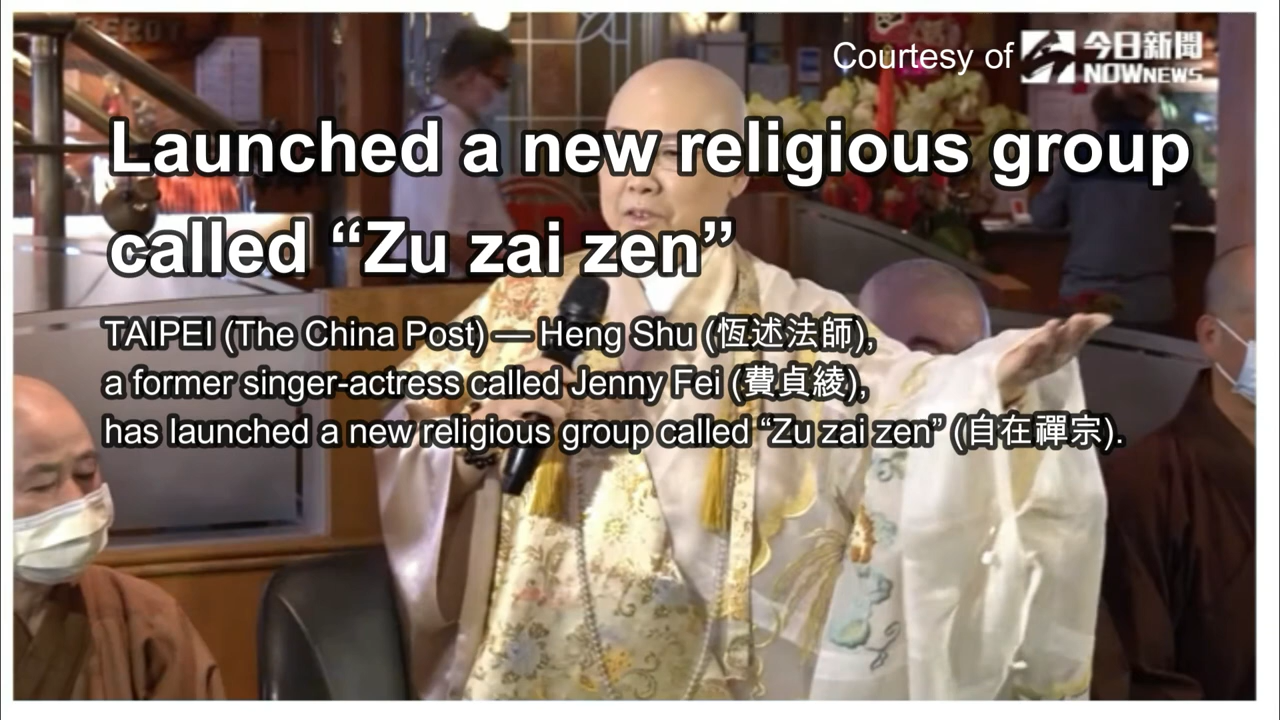 Courtesy of 今日新聞
NOWNEWS
Launched a new religious group
called “Zu zai zen”
TAIPEI (The China Post) — Heng Shu (恆述法師),
a former singer-actress called Jenny Fei (費貞綾),
has launched a new religious group called “Zu zai zen” (自在禪宗).